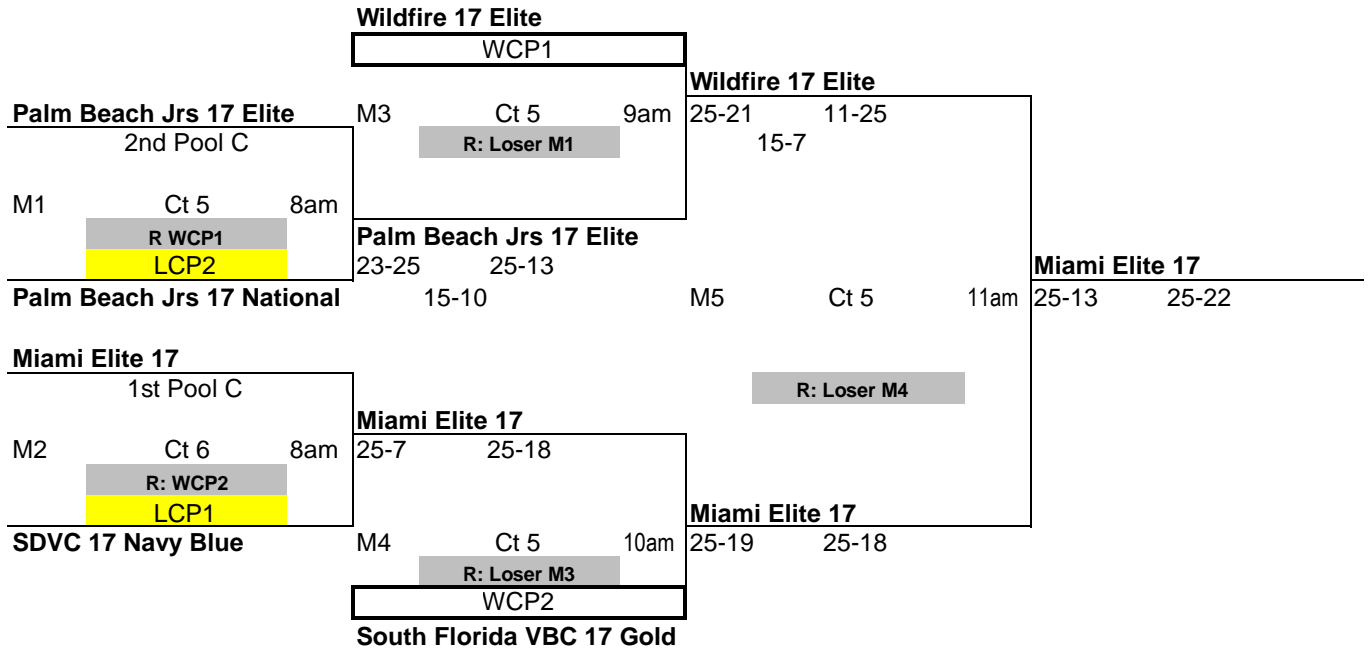 Wildfire 17 Elite
WCP1
Wildfire 17 Elite
Palm Beach Jrs 17 Elite M3 Ct 5 9am 25-21 11-25
2nd Pool C R: Loser M1 15-7
M1 Ct 5 8am
R WCP1 Palm Beach Jrs 17 Elite
LCP2 23-25 25-13 Miami Elite 17
Palm Beach Jrs 17 National 15-10 M5 Ct 5 11am 25-13 25-22
Miami Elite 17
1st Pool C R: Loser M4
Miami Elite 17
M2 Ct 6 8am 25-7 25-18
R: WCP2
LCP1 Miami Elite 17
SDVC 17 Navy Blue M4 Ct 5 10am 25-19 25-18
R: Loser M3
WCP2
South Florida VBC 17 Gold